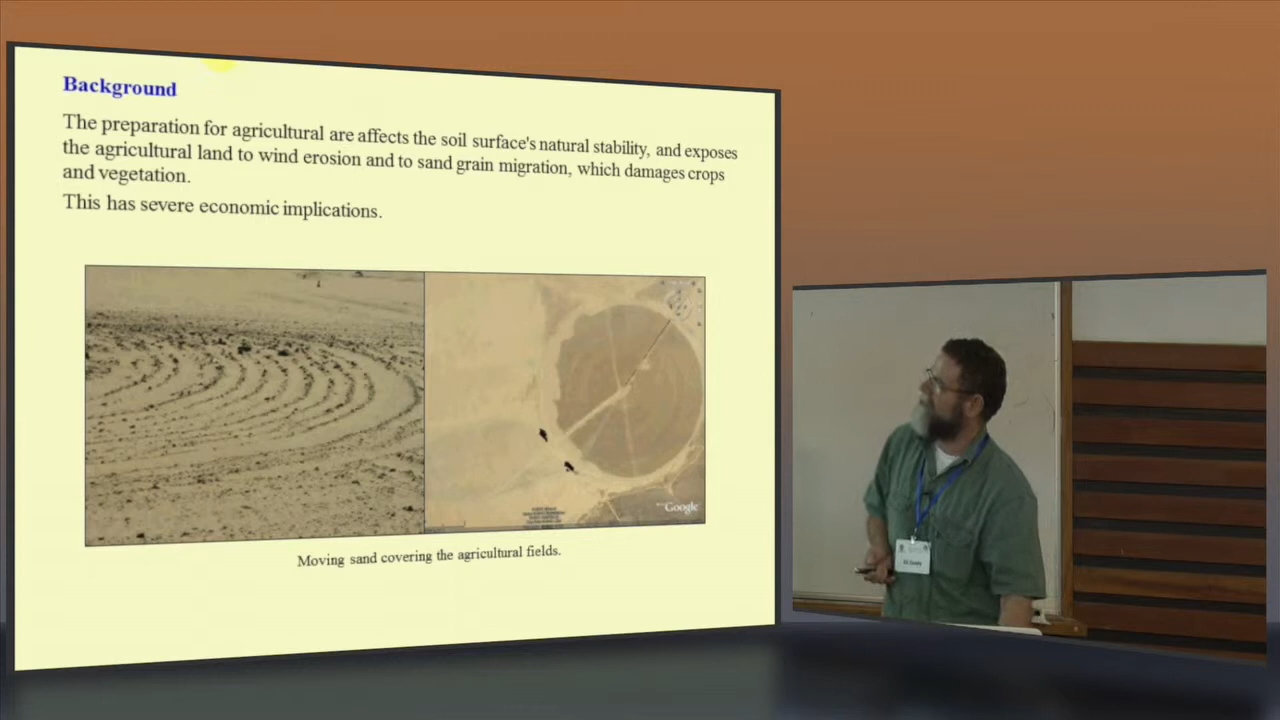 Background
The preparation for agricultural are affects the soil surface's natural stability, and exposes
the agricultural land to wind erosion and to sand grain migration, which damages crops
and vegetation.
This has severe economic implications.
Google
Moving sand covering the agricultural fields.